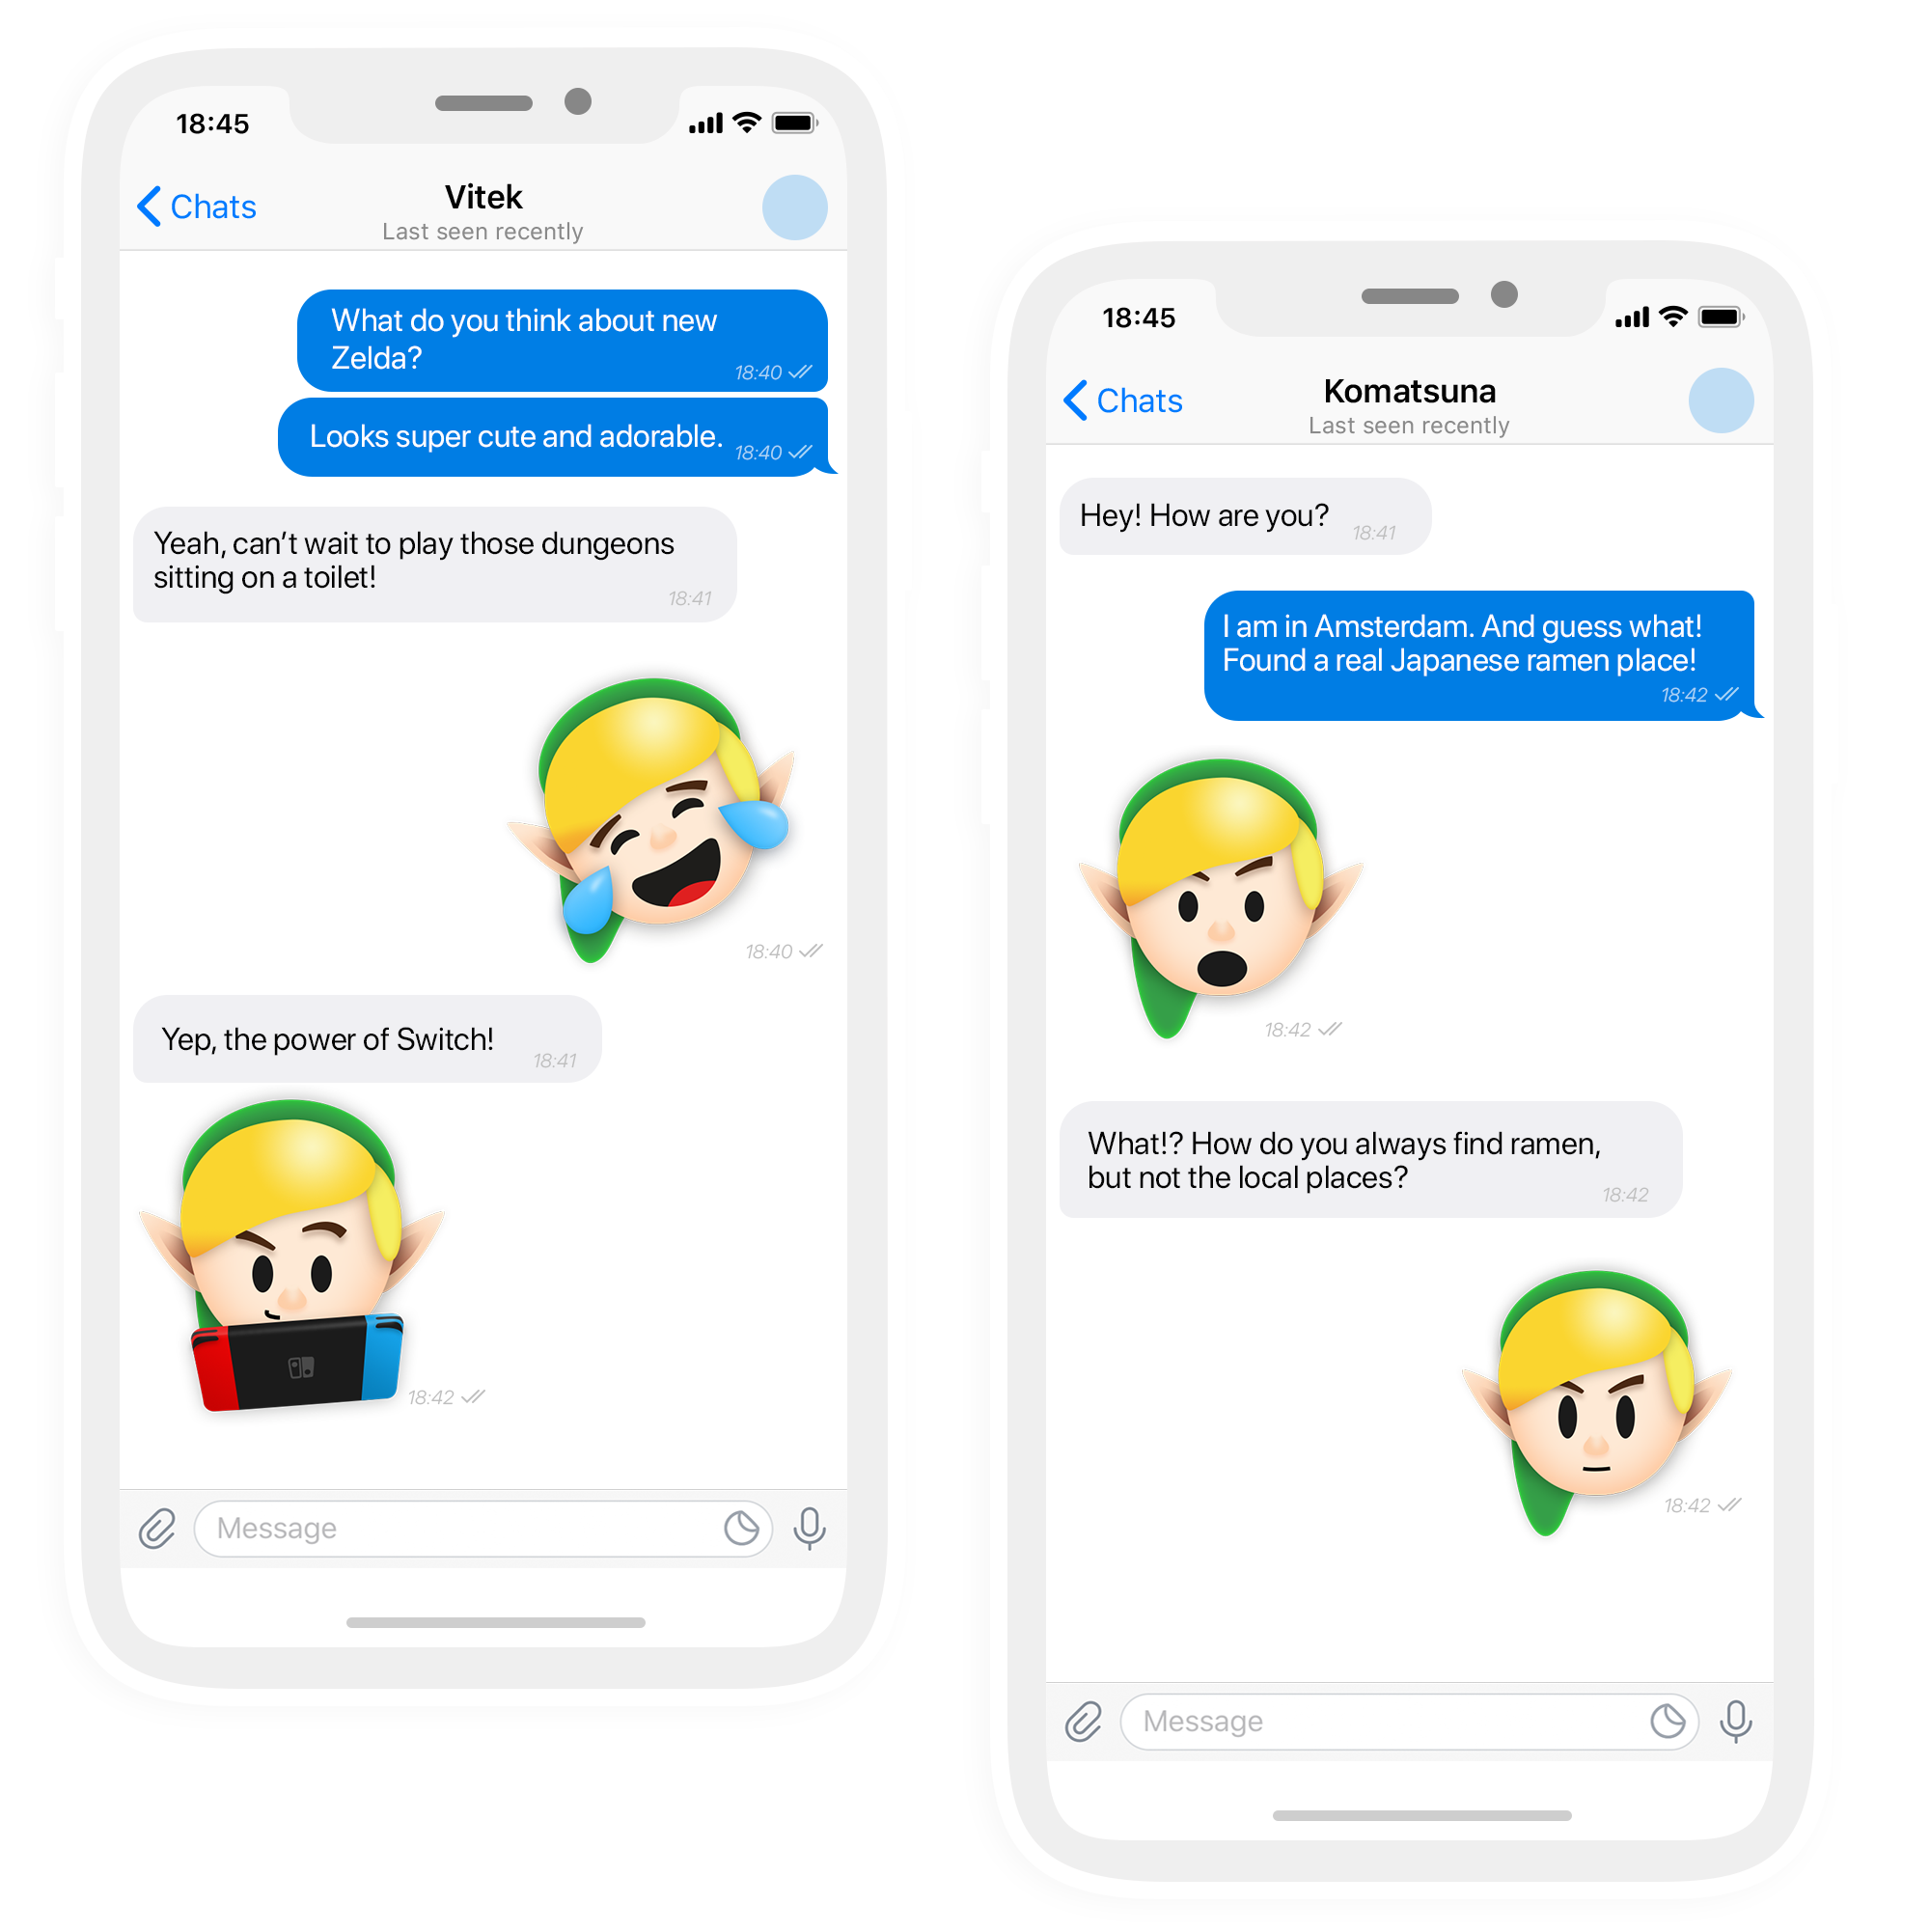 18:45
Chats
Vitek
Last seen recently
What do you think about new
Zelda?
18:40
Looks super cute and adorable.
18:40
Yeah, can’t wait to play those dungeons
sitting on a toilet!
18:41
18:40
Yep, the power of Switch!
18:41
18:42
Message
18:45
Chats
Komatsuna
Last seen recently
Hey! How are you?
18:41
I am in Amsterdam. And guess what!
Found a real Japanese ramen place!
18:42
18:42
What!? How do you always find ramen,
but not the local places?
18:42
18:42
Message